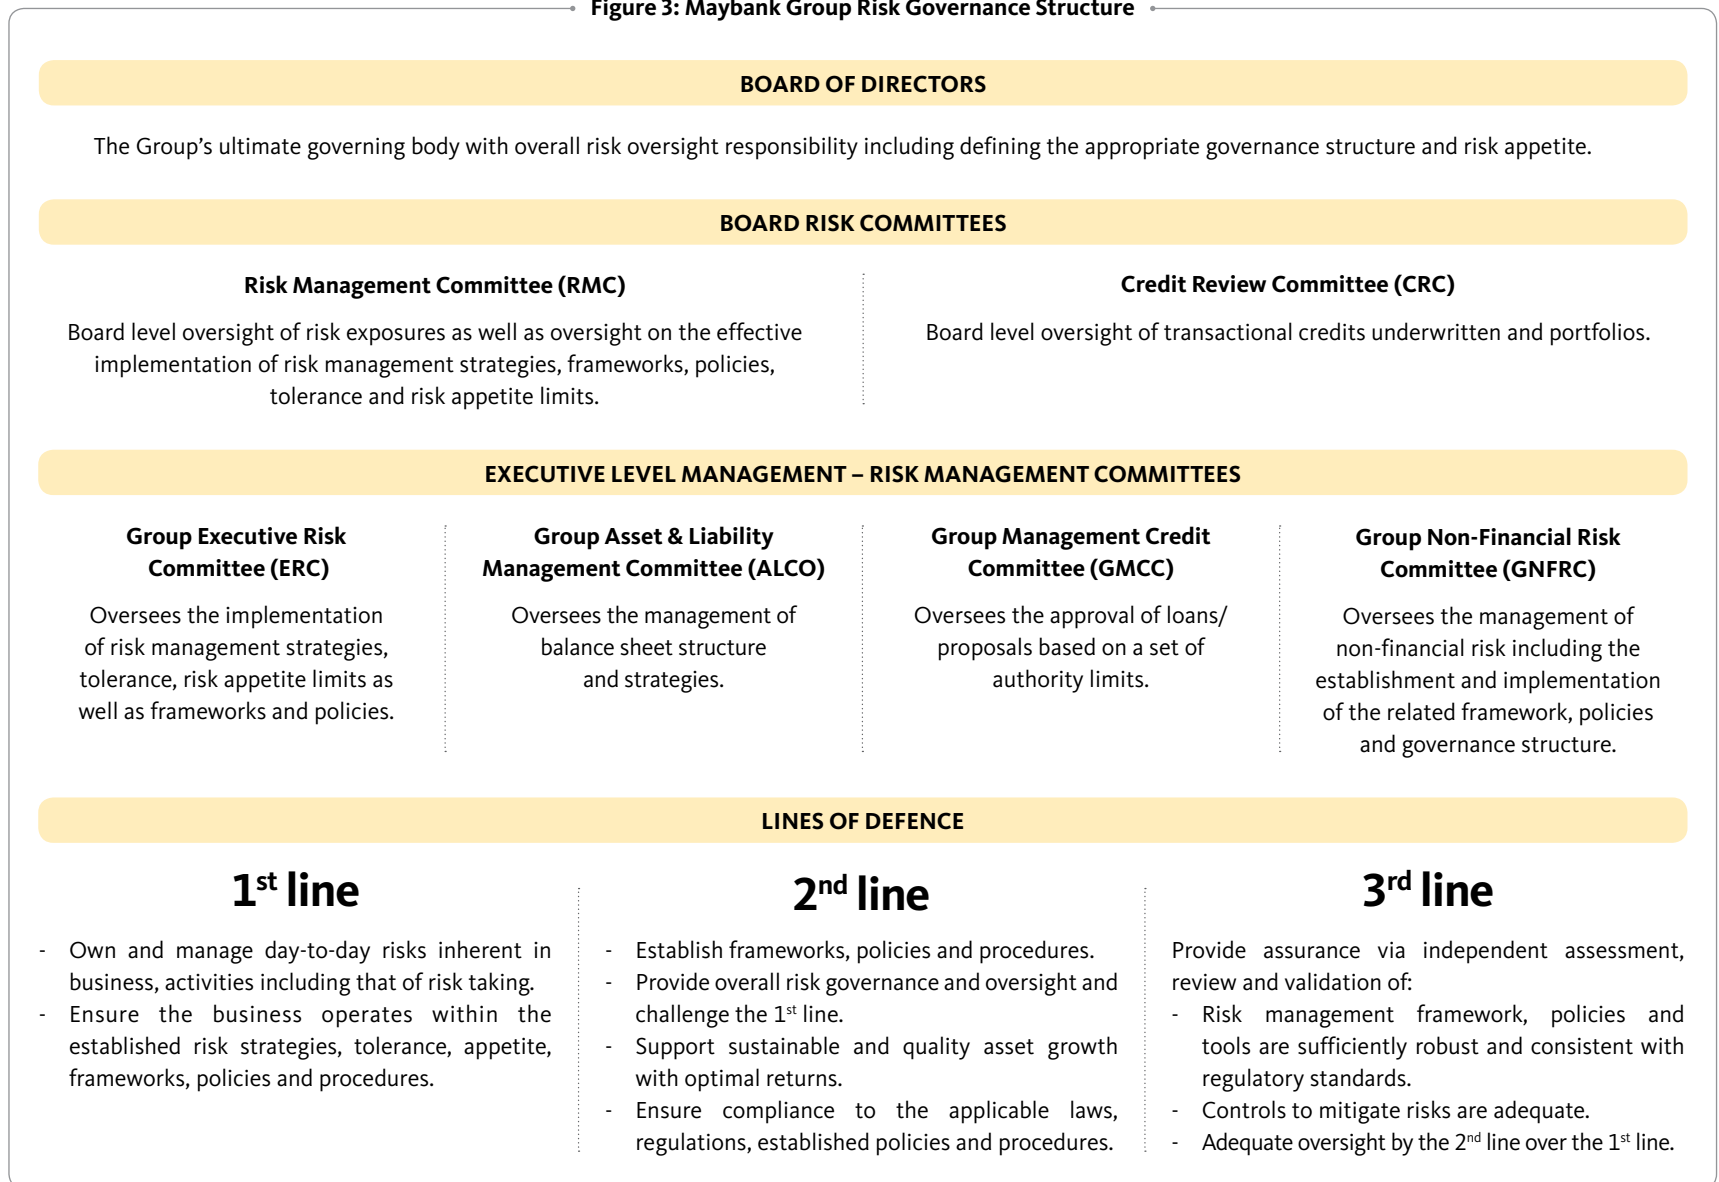 Figure 3: Maybank Group Risk Governance Structure
BOARD OF DIRECTORS
The Group’s ultimate governing body with overall risk oversight responsibility including defining the appropriate governance structure and risk appetite.
BOARD RISK COMMITTEES
Risk Management Committee (RMC)
Board level oversight of risk exposures as well as oversight on the effective
implementation of risk management strategies, frameworks, policies,
tolerance and risk appetite limits.
Credit Review Committee (CRC)
Board level oversight of transactional credits underwritten and portfolios.
EXECUTIVE LEVEL MANAGEMENT – RISK MANAGEMENT COMMITTEES
Group Executive Risk
Committee (ERC)
Oversees the implementation
of risk management strategies,
tolerance, risk appetite limits as
well as frameworks and policies.
Group Asset & Liability
Management Committee (ALCO)
Oversees the management of
balance sheet structure
and strategies.
Group Management Credit
Committee (GMCC)
Oversees the approval of loans/
proposals based on a set of
authority limits.
Group Non-Financial Risk
Committee (GNFRC)
Oversees the management of
non-financial risk including the
establishment and implementation
of the related framework, policies
and governance structure.
LINES OF DEFENCE
1st line
- Own and manage day-to-day risks inherent in
business, activities including that of risk taking.
- Ensure the business operates within the
established risk strategies, tolerance, appetite,
frameworks, policies and procedures.
2nd line
- Establish frameworks, policies and procedures.
- Provide overall risk governance and oversight and
challenge the 1st line.
- Support sustainable and quality asset growth
with optimal returns.
- Ensure compliance to the applicable laws,
regulations, established policies and procedures.
3rd line
Provide assurance via independent assessment,
review and validation of:
- Risk management framework, policies and
tools are sufficiently robust and consistent with
regulatory standards.
- Controls to mitigate risks are adequate.
- Adequate oversight by the 2nd line over the 1st line.